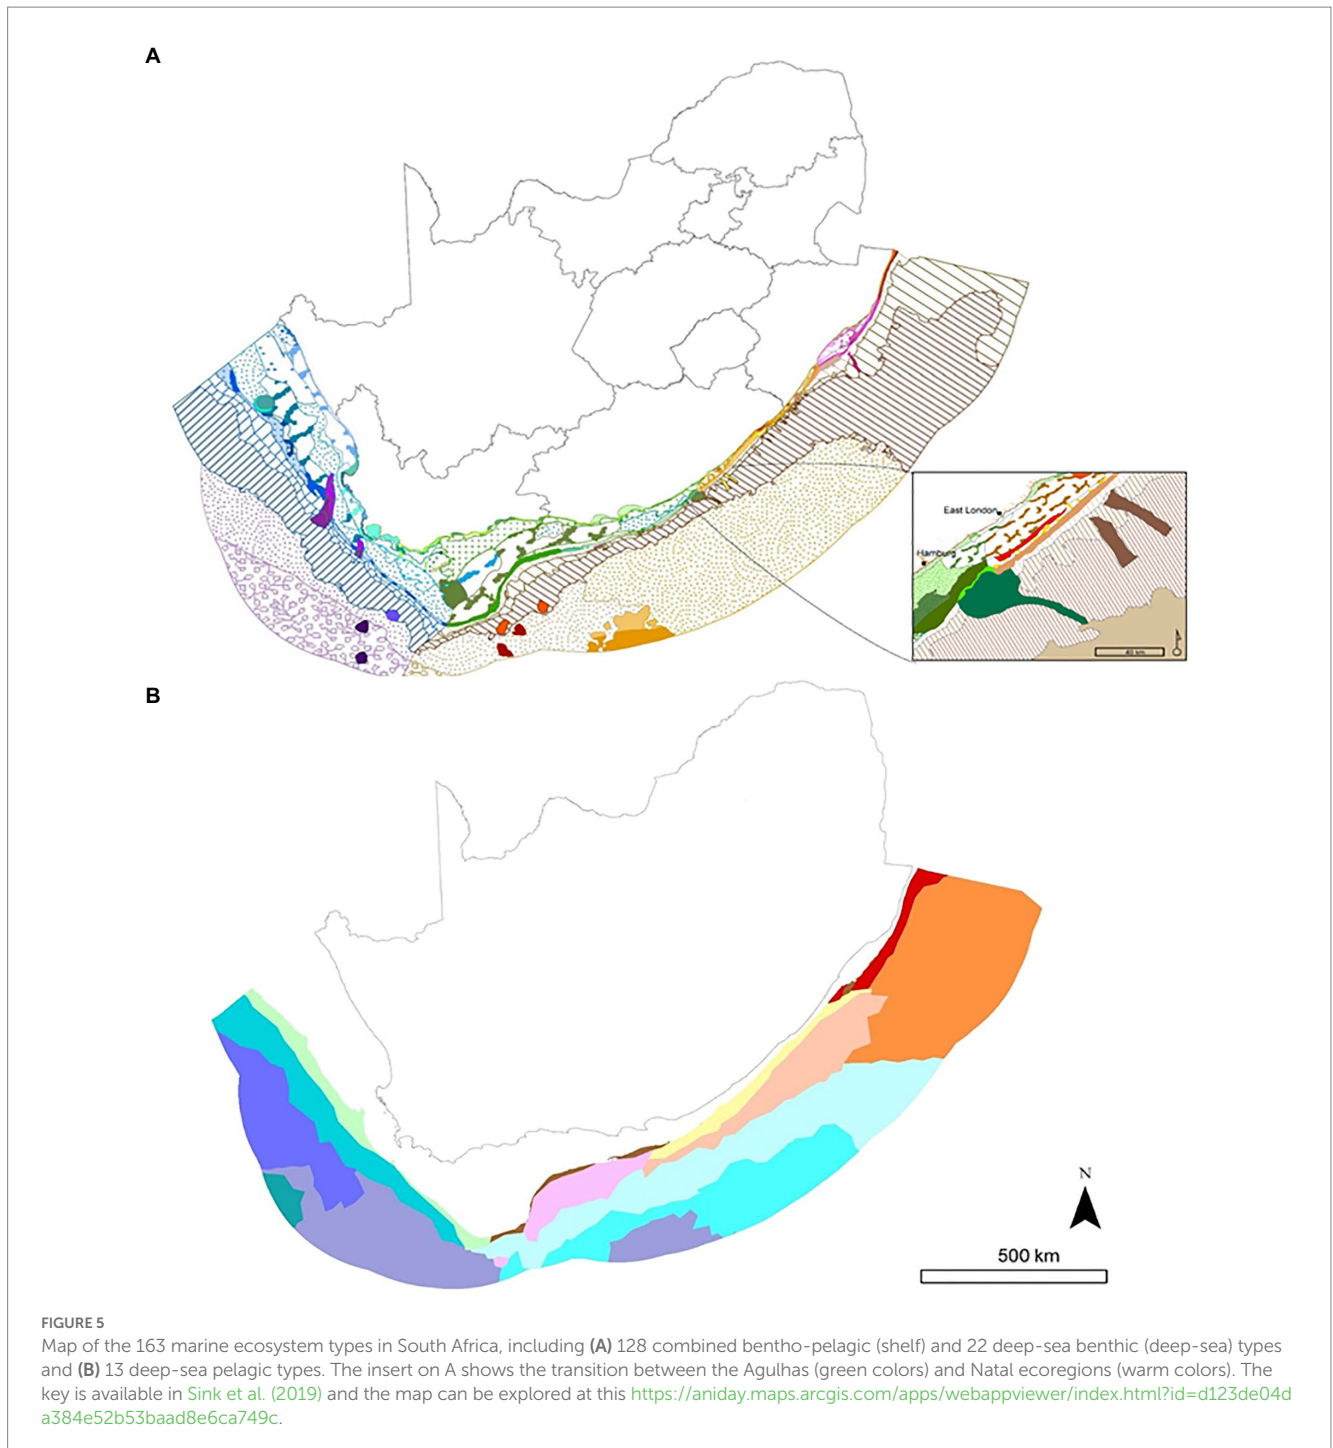 A
East London
Hamburg
40 km
B
N
500 km
FIGURE 5
Map of the 163 marine ecosystem types in South Africa, including (A) 128 combined bentho-pelagic (shelf) and 22 deep-sea benthic (deep-sea) types
and (B) 13 deep-sea pelagic types. The insert on A shows the transition between the Agulhas (green colors) and Natal ecoregions (warm colors). The
key is available in Sink et al. (2019) and the map can be explored at this https://aniday.maps.arcgis.com/apps/webappviewer/index.html?id=d123de04d
a384e52b53baad8e6ca749c.